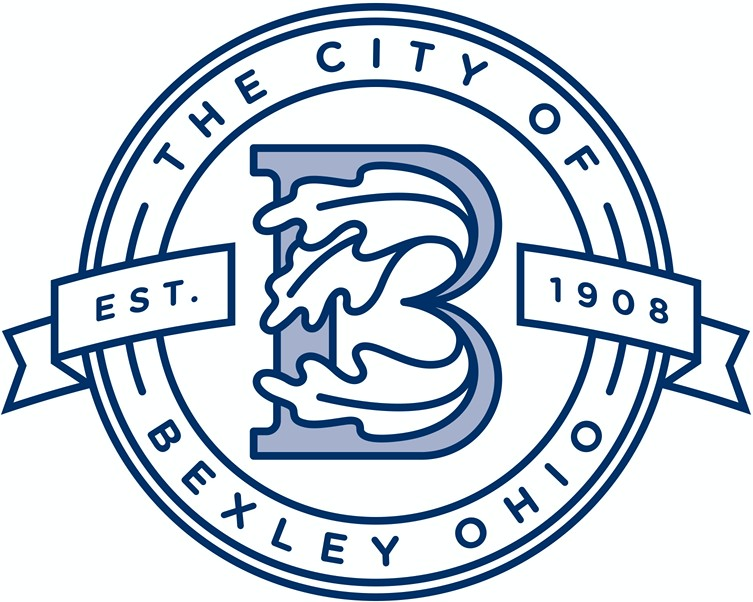 THE CITY OF
EST.
B
1908
BEXLEY OHIO